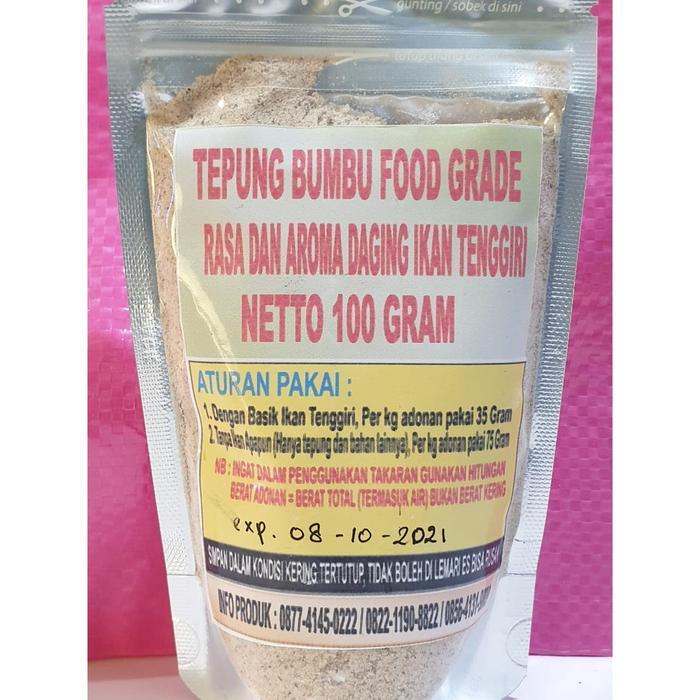 gunting / sobek di sini
TEPUNG BUMBU FOOD GRADE
RASA DAN AROMA DAGING IKAN TENGGIRI
NETTO 100 GRAM
ATURAN PAKAI :
1. Dengan Basik Ikan Tenggiri, Per kg adonan pakai 35 Gram
2. Tanpa Ikan Apapun (Hanya tepung dan bahan lainnye), Per kg adonan pakai 75 Gram
NB : INGAT DALAM PENGGUNAKAN TAKARAN GUNAKAN HITUNGAN
BERAT ADONAN = BERAT TOTAL (TERMASUK AIR) BUKAN BERAT KERING
exp. 08-10-2021
SIMPAN DALAM KONDISI KERING TERTUTUP, TIDAK BOLEH DI LEMARI ES BISA RUSAK
INFO PRODUK : 0877-4145-0222 / 0822-1190-8822 /